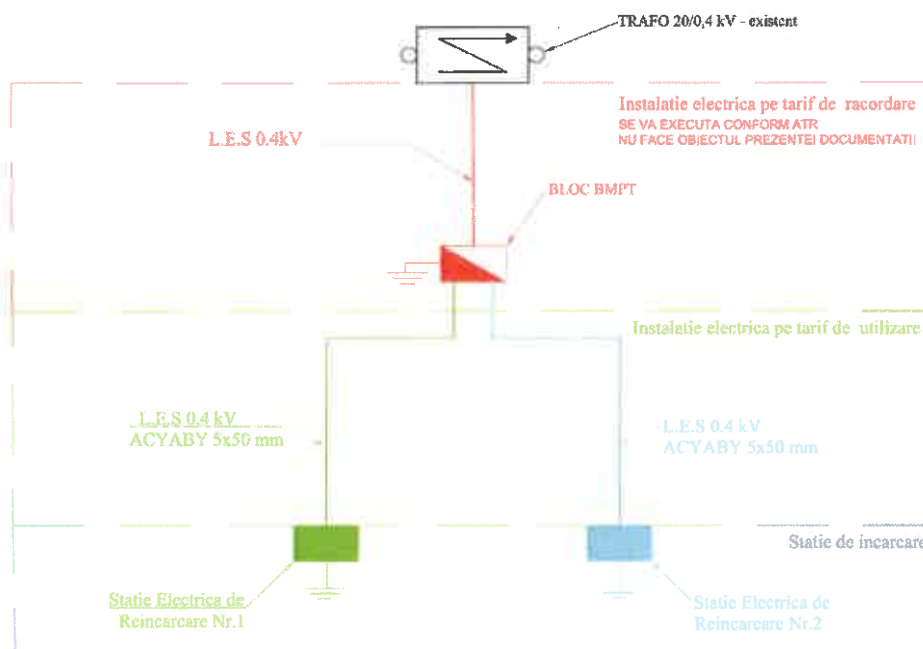 TRAFO 20/0,4 kV - existent
Instalatie electrica pe tarif de racordare
SE VA EXECUTA CONFORM ATR
NU FACE OBIECTUL PREZENTEI DOCUMENTATII
L.E.S 0.4kV
BLOC BMPT
Instalatie electrica pe tarif de utilizare
L.E.S 0.4 kV
ACYABY 5x50 mm
L.E.S 0.4 kV
ACYABY 5x50 mm
Statie de incarcare
Statie Electrica de
Reincarcare Nr.1
Statie Electrica de
Reincarcare Nr.2